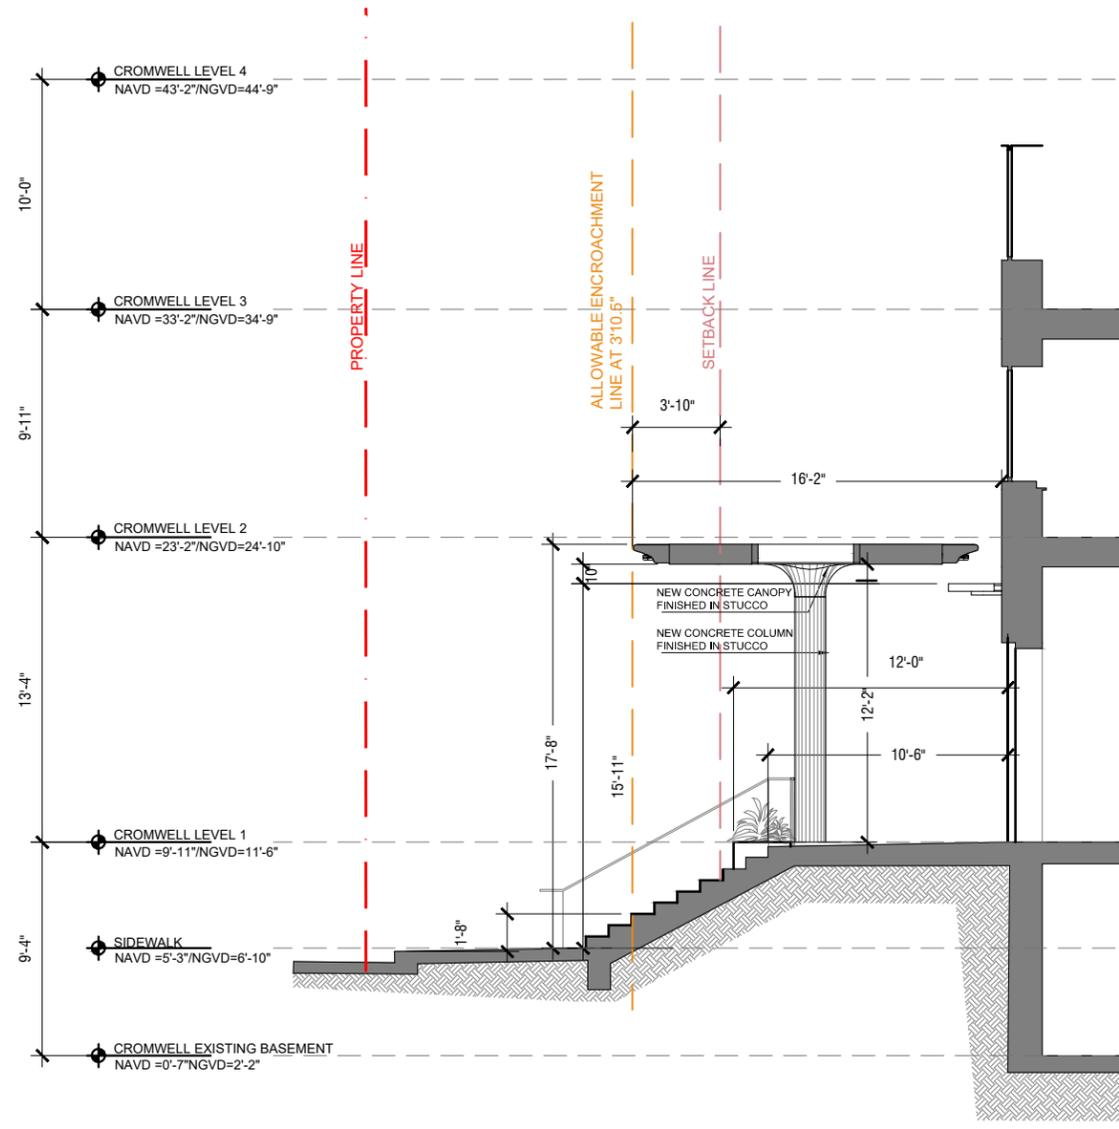 CROMWELL LEVEL 4
NAVD =43'-2"/NGVD=44'-9"
10'-0"
CROMWELL LEVEL 3
NAVD =33'-2"/NGVD=34'-9"
PROPERTY LINE
ALLOWABLE ENCROACHMENT
LINE AT 3'10.5"
SETBACK LINE
3'-10"
9'-11"
16'-2"
CROMWELL LEVEL 2
NAVD =23'-2"/NGVD=24'-10"
10"
NEW CONCRETE CANOPY
FINISHED IN STUCCO
NEW CONCRETE COLUMN
FINISHED IN STUCCO
12'-0"
13'-4"
12'-2"
17'-8"
15'-11"
10'-6"
CROMWELL LEVEL 1
NAVD =9'-11"/NGVD=11'-6"
1'-8"
9'-4"
SIDEWALK
NAVD =5'-3"/NGVD=6'-10"
CROMWELL EXISTING BASEMENT
NAVD =0'-7"NGVD=2'-2"